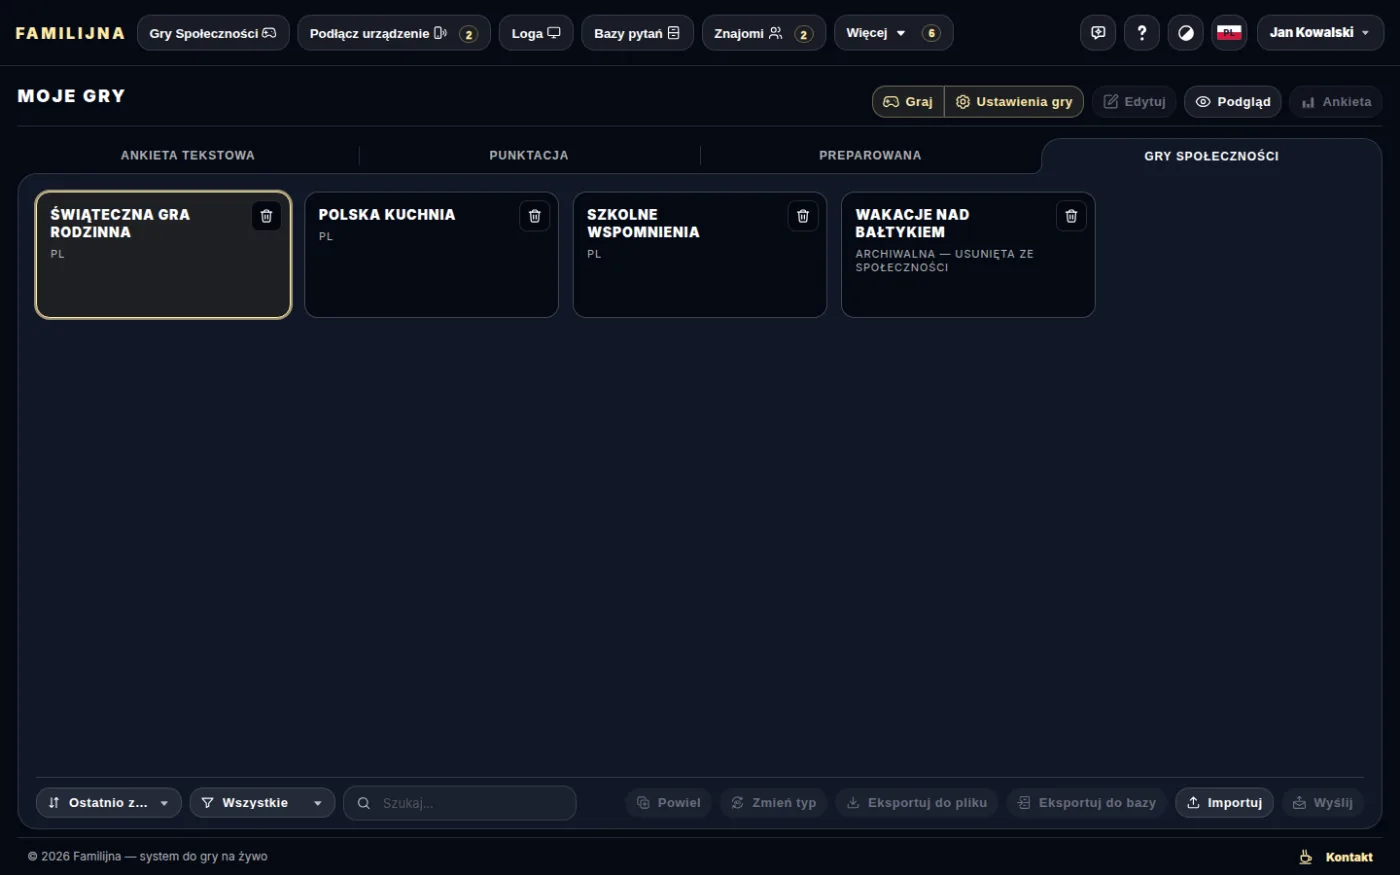 FAMILIJNA Gry Społeczności Podłącz urządzenie 2 Loga Bazy pytań Znajomi 2 Więcej 6 ? PL Jan Kowalski
MOJE GRY Graj Ustawienia gry Edytuj Podgląd Ankieta
ANKIETA TEKSTOWA PUNKTACJA PREPAROWANA GRY SPOŁECZNOŚCI
ŚWIĄTECZNA GRA
RODZINNA
PL
POLSKA KUCHNIA
PL
SZKOLNE
WSPOMNIENIA
PL
WAKACJE NAD
BAŁTYKIEM
ARCHIWALNA — USUNIĘTA ZE
SPOŁECZNOŚCI
Ostatnio z... Wszystkie Szukaj... Powiel Zmień typ Eksportuj do pliku Eksportuj do bazy Importuj Wyślij
© 2026 Familijna — system do gry na żywo Kontakt